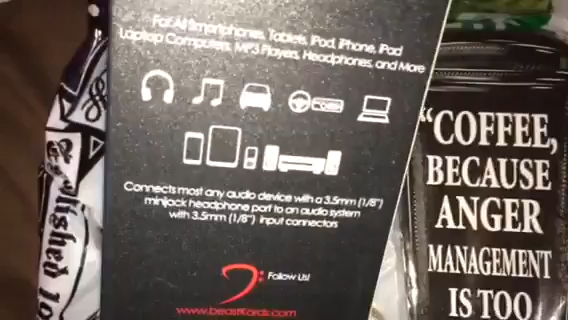 For All Smartphones, Tablets, iPod, iPhone, iPad
Laptop Computers, MP3 Players, Headphones, and More
Connects most any audio device with a 3.5mm (1/8")
minijack headphone port to an audio system
with 3.5mm (1/8") input connectors
Follow Us!
www.beastKords.com
"COFFEE,
BECAUSE
ANGER
MANAGEMENT
IS TOO